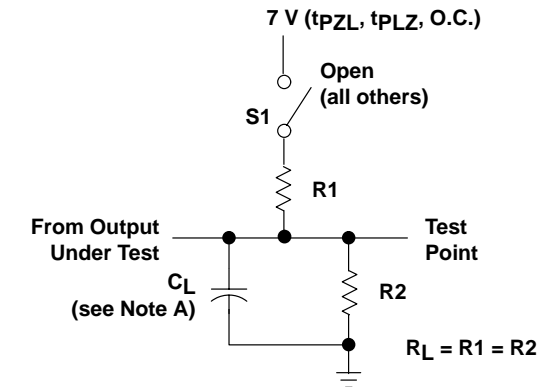 7 V (tPZL, tPLZ, O.C.)
Open
(all others)
S1
R1
From Output
Under Test
Test
Point
CL
(see Note A)
R2
RL = R1 = R2